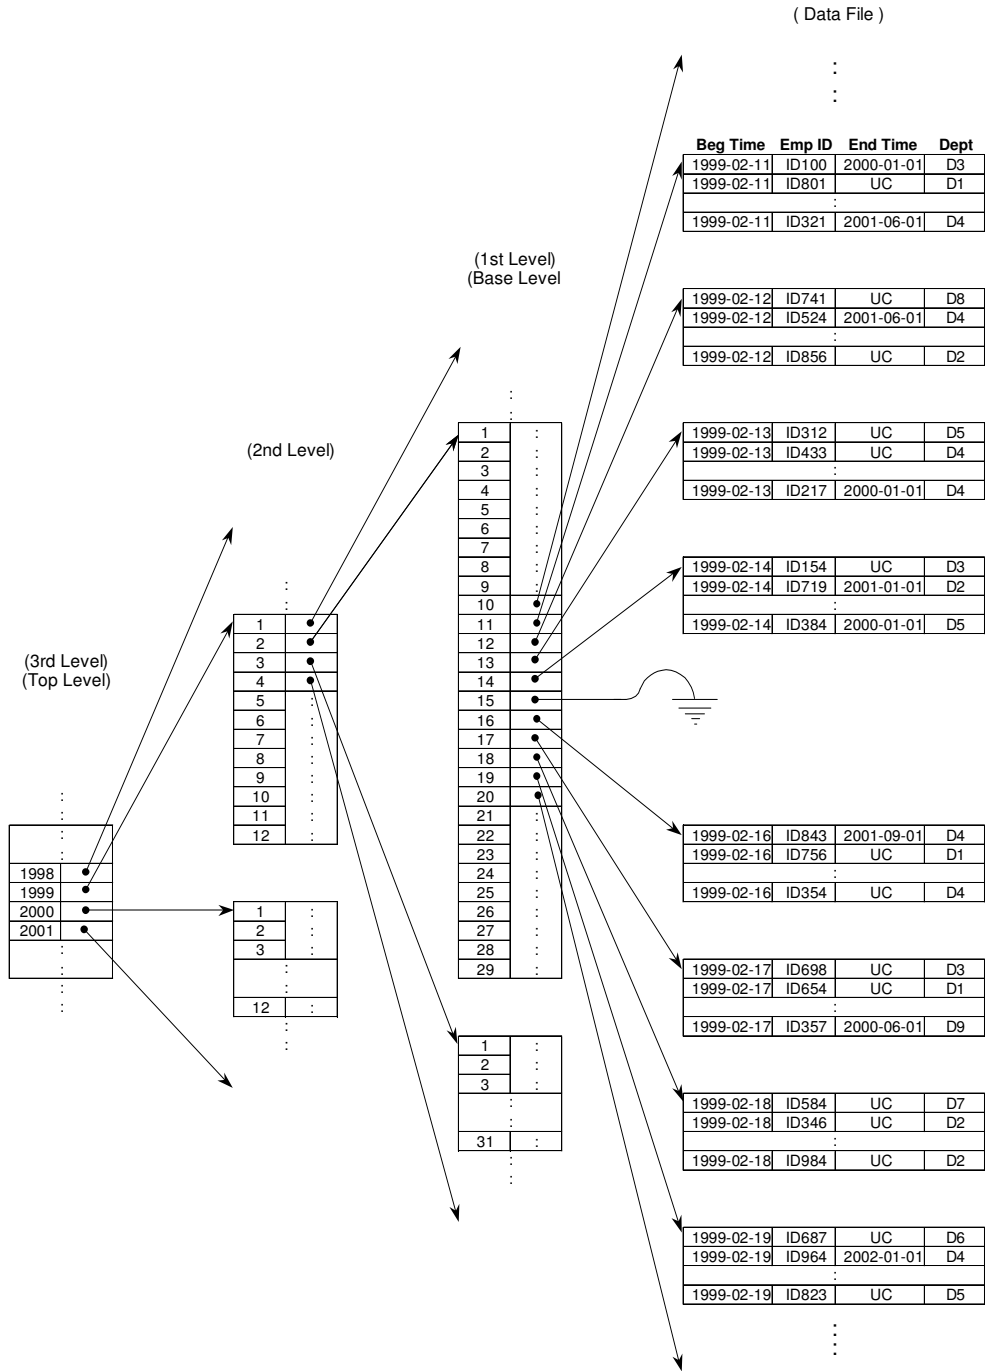 ( Data File )
Beg Time Emp ID End Time Dept
1999-02-11 ID100 2000-01-01 D3
1999-02-11 ID801 UC D1
:
1999-02-11 ID321 2001-06-01 D4
(1st Level)
(Base Level
1999-02-12 ID741 UC D8
1999-02-12 ID524 2001-06-01 D4
:
1999-02-12 ID856 UC D2
1999-02-13 ID312 UC D5
1999-02-13 ID433 UC D4
:
1999-02-13 ID217 2000-01-01 D4
1999-02-14 ID154 UC D3
1999-02-14 ID719 2001-01-01 D2
:
1999-02-14 ID384 2000-01-01 D5
1999-02-16 ID843 2001-09-01 D4
1999-02-16 ID756 UC D1
:
1999-02-16 ID354 UC D4
1999-02-17 ID698 UC D3
1999-02-17 ID654 UC D1
:
1999-02-17 ID357 2000-06-01 D9
1999-02-18 ID584 UC D7
1999-02-18 ID346 UC D2
:
1999-02-18 ID984 UC D2
1999-02-19 ID687 UC D6
1999-02-19 ID964 2002-01-01 D4
:
1999-02-19 ID823 UC D5
1
2
3
4
5
6
7
8
9
10
11
12
13
14
15
16
17
18
19
20
21
22
23
24
25
26
27
28
29
1
2
3
31
(2nd Level)
1
2
3
4
5
6
7
8
9
10
11
12
1
2
3
12
(3rd Level)
(Top Level)
1998
1999
2000
2001